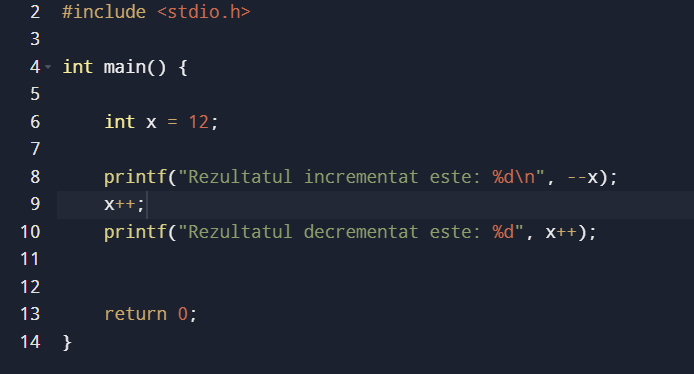 2 #include <stdio.h>
3
4 int main() {
5
6     int x = 12;
7
8     printf("Rezultatul incrementat este: %d\n", --x);
9     x++;
10     printf("Rezultatul decrementat este: %d", x++);
11
12
13     return 0;
14 }